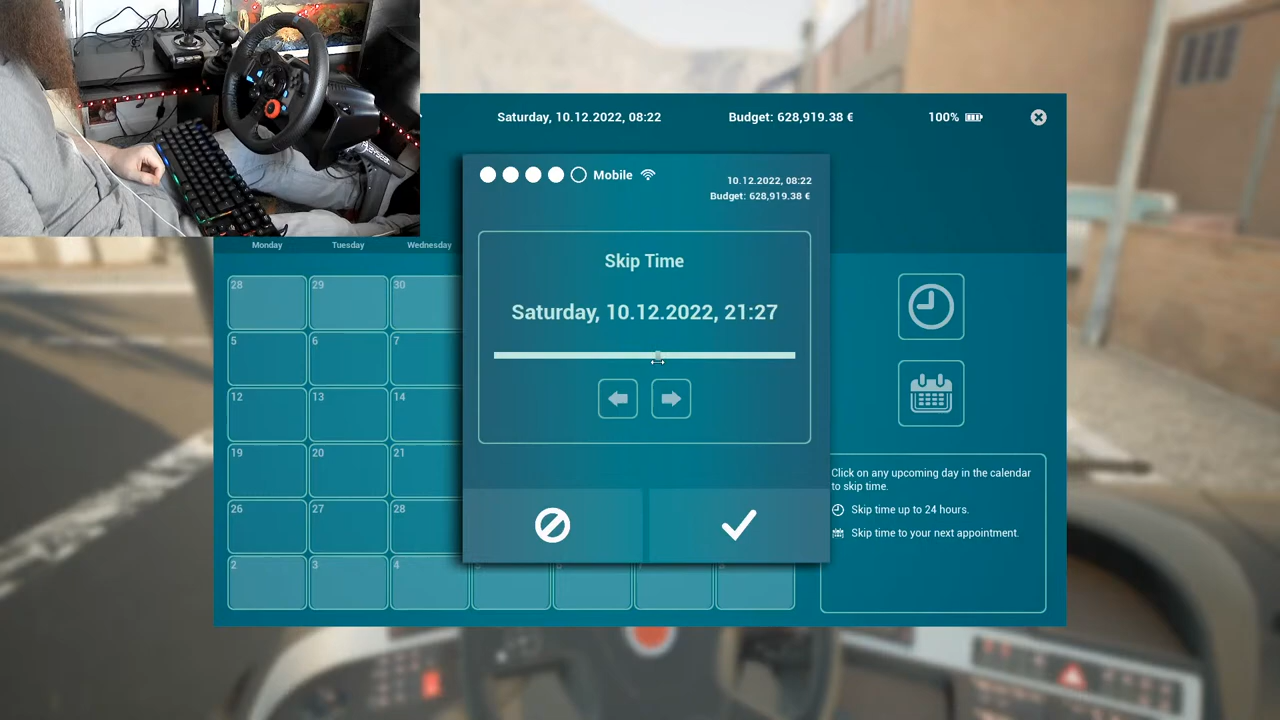 Saturday, 10.12.2022, 08:22
Budget: 628,919.38 €
100%
Mobile
10.12.2022, 08:22
Budget: 628,919.38 €
Monday
Tuesday
Wednesday
Skip Time
Saturday, 10.12.2022, 21:27
28
29
30
5
6
7
12
13
14
19
20
21
26
27
28
2
3
4
Click on any upcoming day in the calendar
to skip time.
Skip time up to 24 hours.
Skip time to your next appointment.